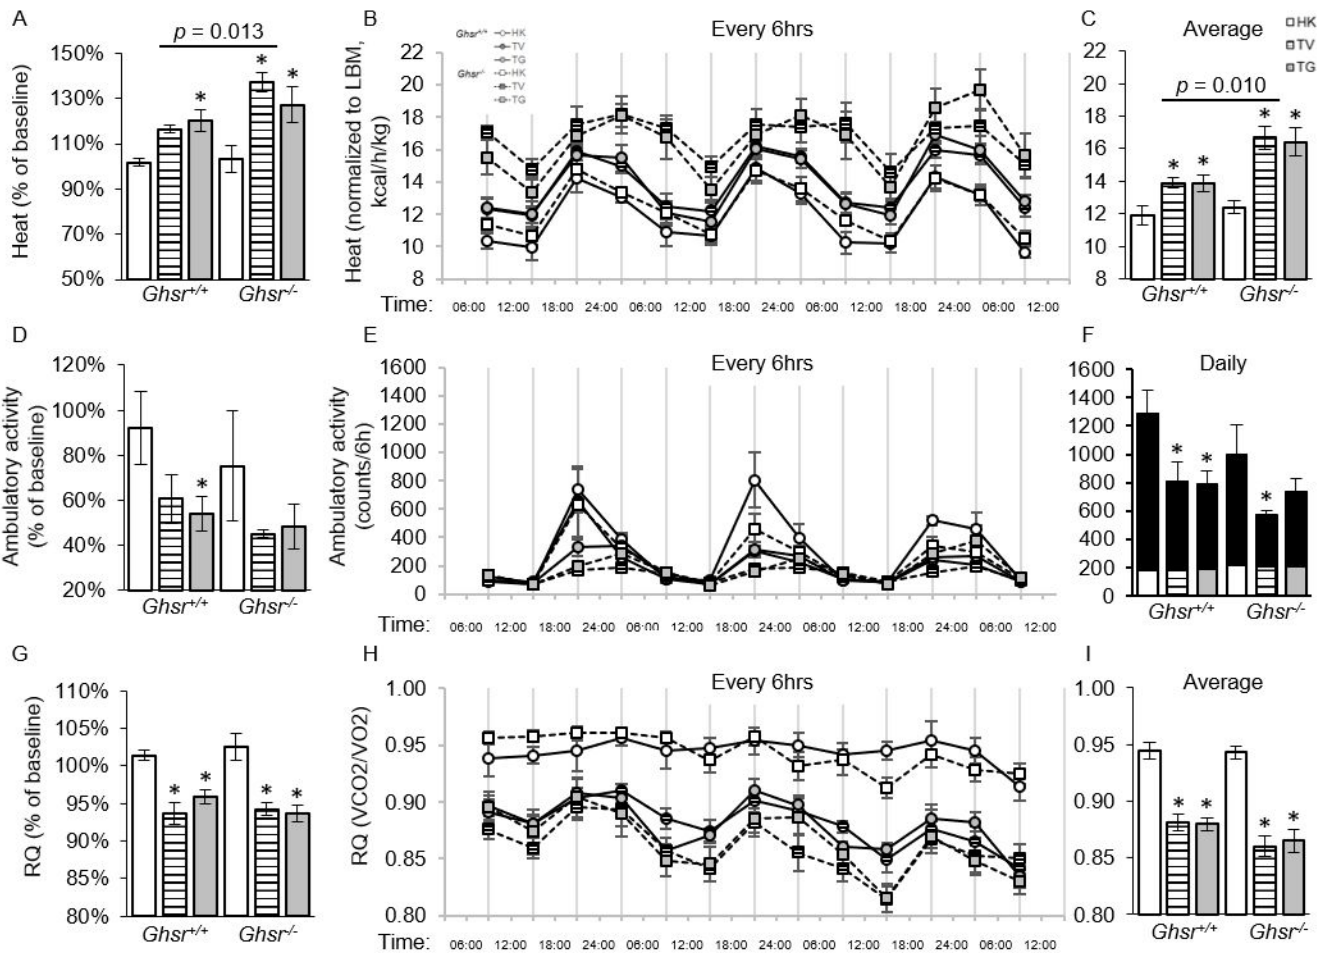 A
p = 0.013
Heat (% of baseline)
150%
130%
110%
90%
70%
50%
*
*
*
Ghsr+/+
Ghsr-/-
B
Every 6hrs
Heat (normalized to LBM,
kcal/h/kg)
Ghsr+/+
HK
TV
TG
Ghsr-/-
HK
TV
TG
22
20
18
16
14
12
10
8
Time:
06:00 12:00 18:00 24:00 06:00 12:00 18:00 24:00 06:00 12:00 18:00 24:00 06:00 12:00
C
Average
HK
TV
TG
p = 0.010
22
20
18
16
14
12
10
8
* * * *
Ghsr+/+
Ghsr-/-
D
Ambulatory activity
(% of baseline)
120%
100%
80%
60%
40%
20%
*
Ghsr+/+
Ghsr-/-
E
Every 6hrs
Ambulatory activity
(counts/6h)
1600
1400
1200
1000
800
600
400
200
0
Time:
06:00 12:00 18:00 24:00 06:00 12:00 18:00 24:00 06:00 12:00 18:00 24:00 06:00 12:00
F
Daily
1600
1400
1200
1000
800
600
400
200
0
* * *
Ghsr+/+
Ghsr-/-
G
RQ (% of baseline)
110%
105%
100%
95%
90%
85%
80%
* * * *
Ghsr+/+
Ghsr-/-
H
Every 6hrs
RQ (VCO2/VO2)
1.00
0.95
0.90
0.85
0.80
Time:
06:00 12:00 18:00 24:00 06:00 12:00 18:00 24:00 06:00 12:00 18:00 24:00 06:00 12:00
I
Average
1.00
0.95
0.90
0.85
0.80
* * * *
Ghsr+/+
Ghsr-/-